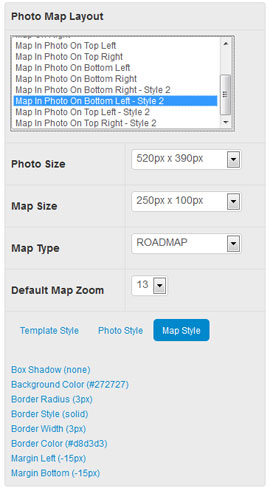 Photo Map Layout
Map On Right
Map In Photo On Top Left
Map In Photo On Top Right
Map In Photo On Bottom Left
Map In Photo On Bottom Right
Map In Photo On Bottom Right - Style 2
Map In Photo On Bottom Left - Style 2
Map In Photo On Top Left - Style 2
Map In Photo On Top Right - Style 2
Photo Size
520px x 390px
Map Size
250px x 100px
Map Type
ROADMAP
Default Map Zoom
13
Template Style
Photo Style
Map Style
Box Shadow (none)
Background Color (#272727)
Border Radius (3px)
Border Style (solid)
Border Width (3px)
Border Color (#d8d3d3)
Margin Left (-15px)
Margin Bottom (-15px)